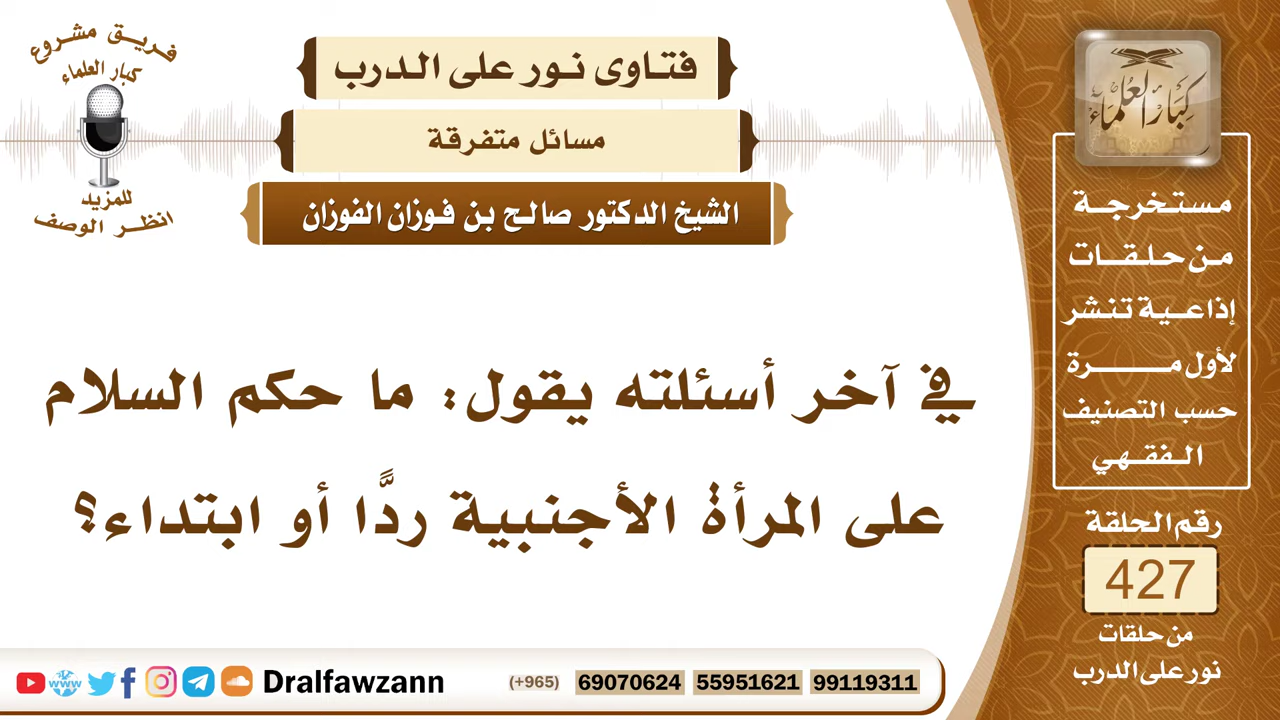 فريق مشروع
كبار العلماء
للمزيد
انظر الوصف
فتاوى نور على الدرب
مسائل متفرقة
الشيخ الدكتور صالح بن فوزان الفوزان
في آخر أسئلته يقول: ما حكم السلام
على المرأة الأجنبية ردًّا أو ابتداء؟
كبار العلماء
مستخرجة
من حلقات
إذاعية تنشر
لأول مرة
حسب التصنيف
الفقهي
رقم الحلقة
427
من حلقات
نور على الدرب
www Dralfawzann (+965) 69070624 55951621 99119311